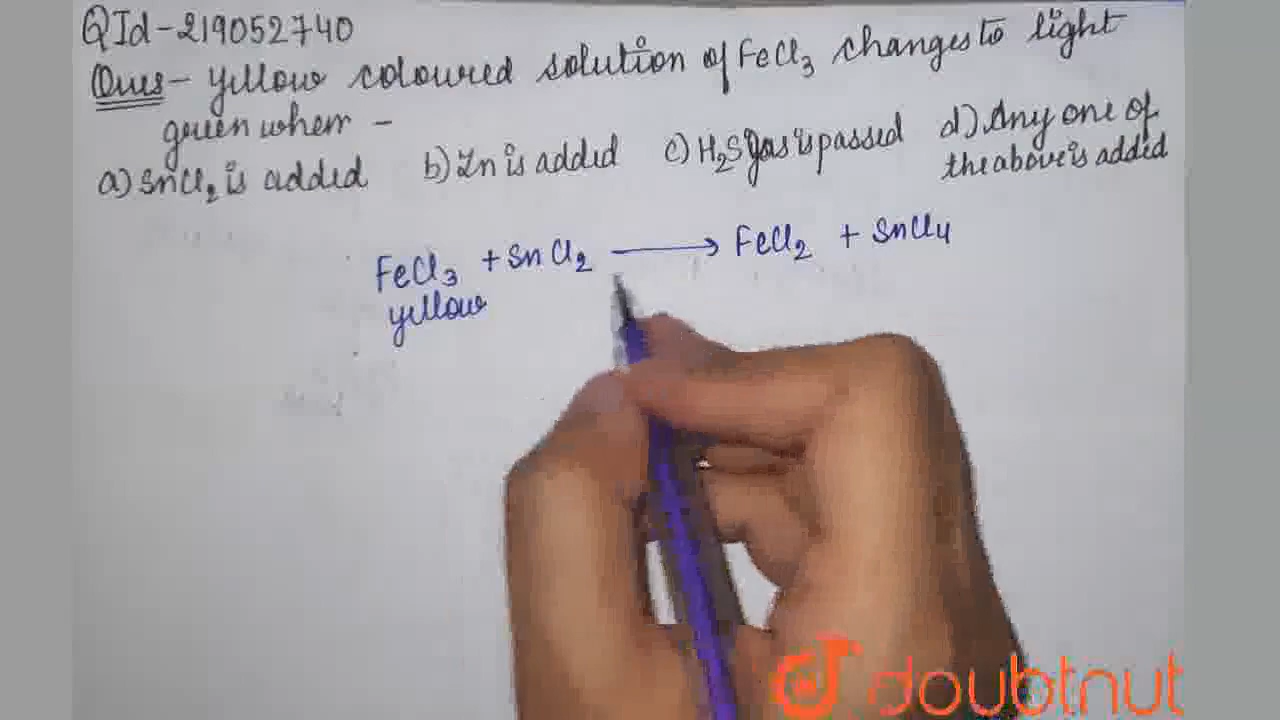 QId-219052740
Ques- Yellow coloured solution of FeCl3 changes to light
green when -
a) SnCl2 is added b) Zn is added c) H2S gas is passed d) Any one of
the above is added
FeCl3 + SnCl2 → FeCl2 + SnCl4
yellow
doubtnut